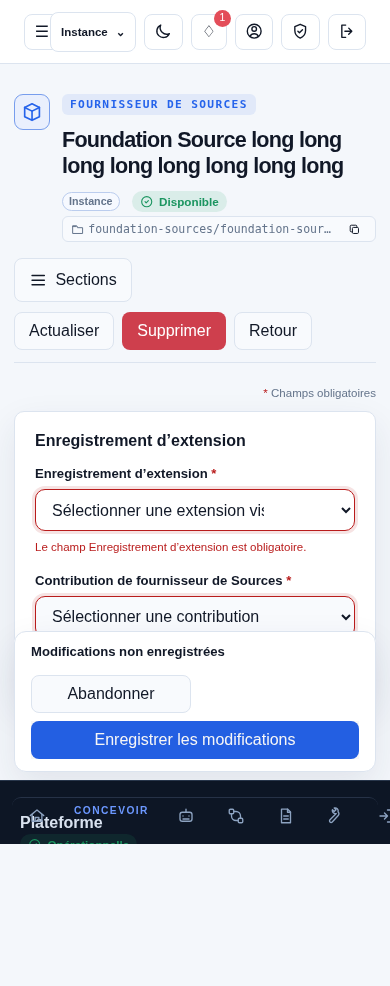 Instance
1
FOURNISSEUR DE SOURCES
Foundation Source long long
long long long long long long
Instance
Disponible
foundation-sources/foundation-sour…
Sections
Actualiser
Supprimer
Retour
* Champs obligatoires
Enregistrement d’extension
Enregistrement d’extension *
Sélectionner une extension vis
Le champ Enregistrement d’extension est obligatoire.
Contribution de fournisseur de Sources *
Sélectionner une contribution
Modifications non enregistrées
Abandonner
Enregistrer les modifications
CONCEVOIR
Plateforme
Opérationnelle